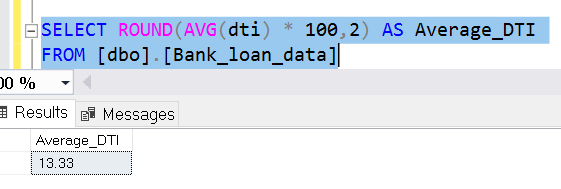 SELECT ROUND(AVG(dti) * 100,2) AS Average_DTI
FROM [dbo].[Bank_loan_data]
00 %
Results Messages
Average_DTI
13.33